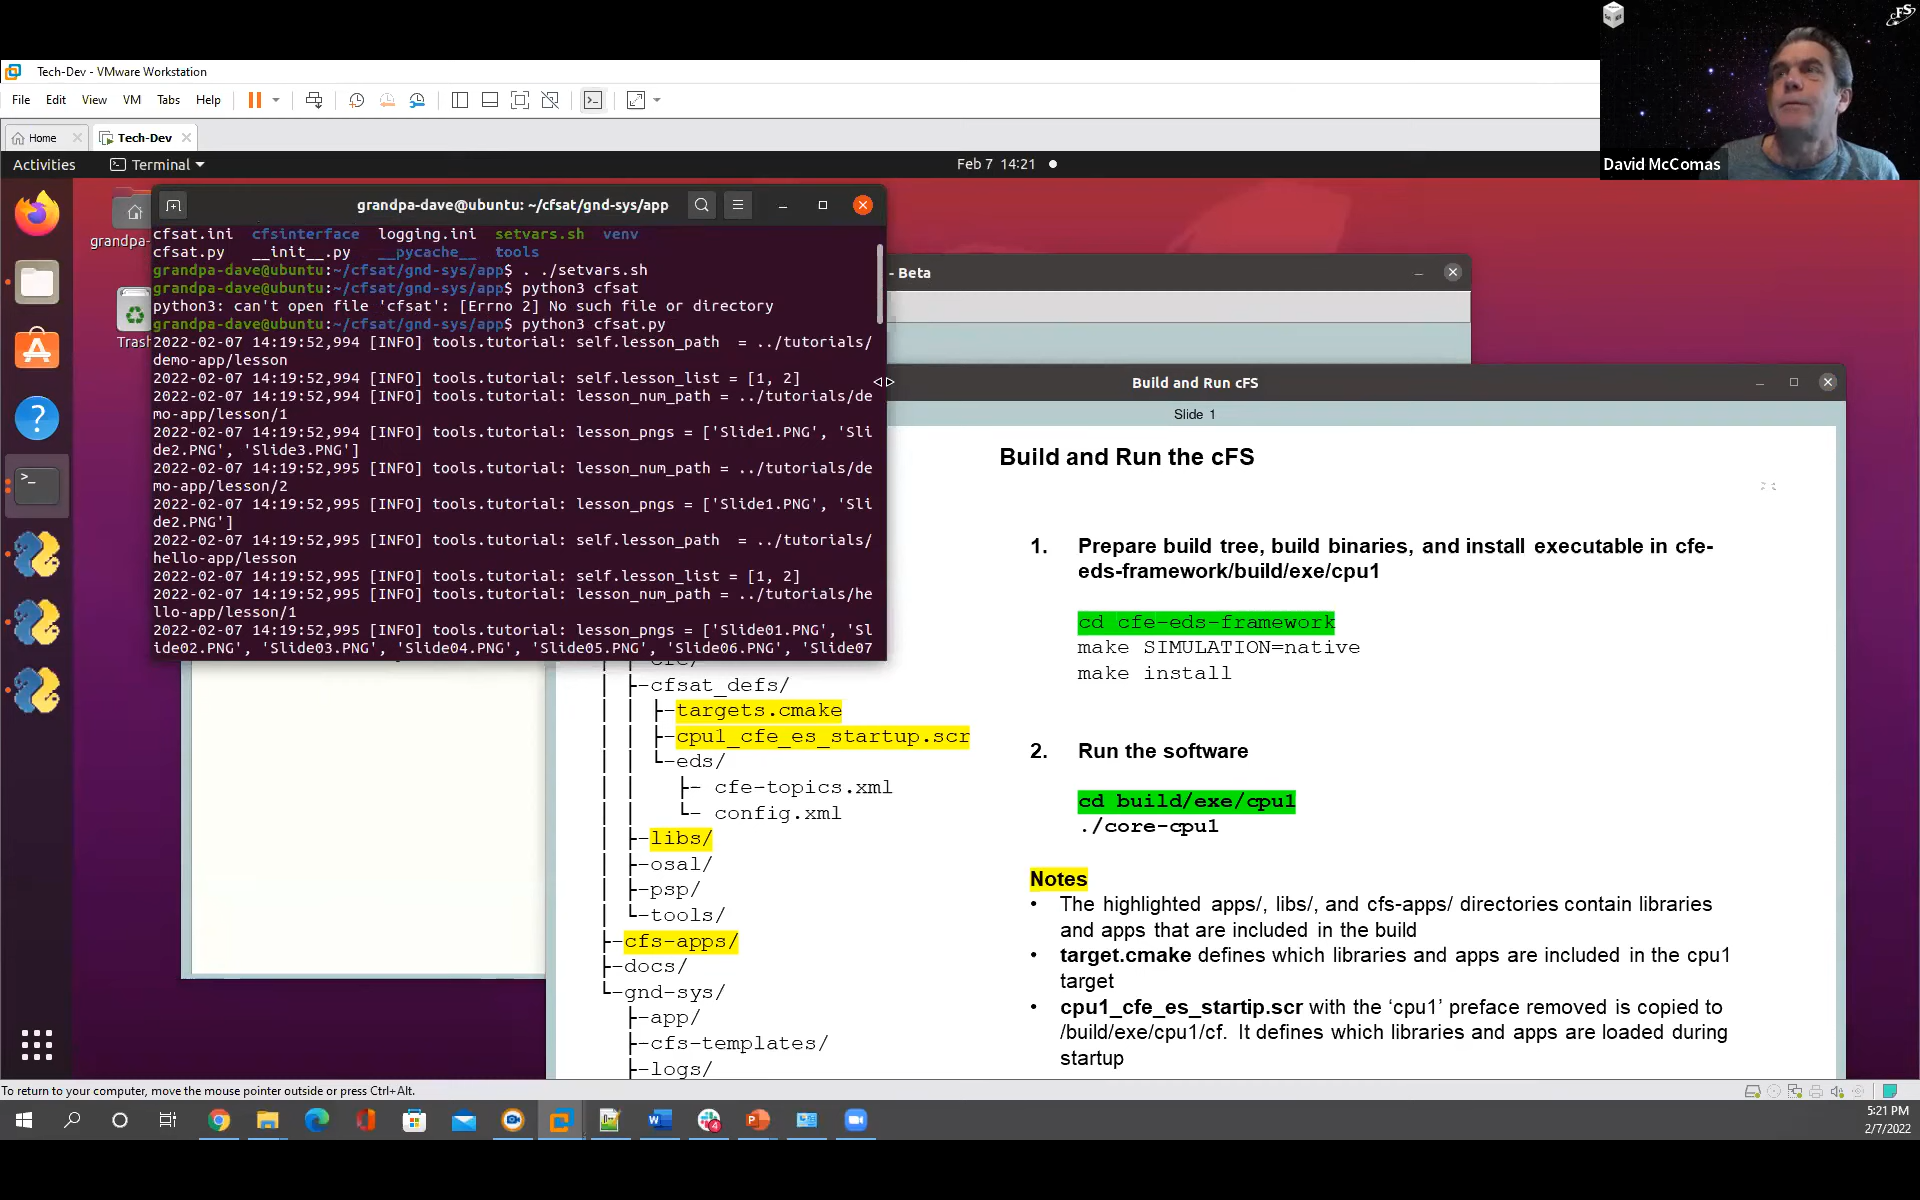 cFS
David McComas
Tech-Dev - VMware Workstation
File Edit View VM Tabs Help
Home Tech-Dev
Activities Terminal Feb 7 14:21
grandpa-
Trash
grandpa-dave@ubuntu: ~/cfsat/gnd-sys/app
cfsat.ini cfsinterface logging.ini setvars.sh venv
cfsat.py __init__.py __pycache__ tools
grandpa-dave@ubuntu:~/cfsat/gnd-sys/app$ . ./setvars.sh
grandpa-dave@ubuntu:~/cfsat/gnd-sys/app$ python3 cfsat
python3: can't open file 'cfsat': [Errno 2] No such file or directory
grandpa-dave@ubuntu:~/cfsat/gnd-sys/app$ python3 cfsat.py
2022-02-07 14:19:52,994 [INFO] tools.tutorial: self.lesson_path  = ../tutorials/
demo-app/lesson
2022-02-07 14:19:52,994 [INFO] tools.tutorial: self.lesson_list = [1, 2]
2022-02-07 14:19:52,994 [INFO] tools.tutorial: lesson_num_path = ../tutorials/de
mo-app/lesson/1
2022-02-07 14:19:52,994 [INFO] tools.tutorial: lesson_pngs = ['Slide1.PNG', 'Sli
de2.PNG', 'Slide3.PNG']
2022-02-07 14:19:52,995 [INFO] tools.tutorial: lesson_num_path = ../tutorials/de
mo-app/lesson/2
2022-02-07 14:19:52,995 [INFO] tools.tutorial: lesson_pngs = ['Slide1.PNG', 'Sli
de2.PNG']
2022-02-07 14:19:52,995 [INFO] tools.tutorial: self.lesson_path  = ../tutorials/
hello-app/lesson
2022-02-07 14:19:52,995 [INFO] tools.tutorial: self.lesson_list = [1, 2]
2022-02-07 14:19:52,995 [INFO] tools.tutorial: lesson_num_path = ../tutorials/he
llo-app/lesson/1
2022-02-07 14:19:52,995 [INFO] tools.tutorial: lesson_pngs = ['Slide01.PNG', 'Sl
ide02.PNG', 'Slide03.PNG', 'Slide04.PNG', 'Slide05.PNG', 'Slide06.PNG', 'Slide07
- Beta
Build and Run cFS
Slide 1
├-cfsat_defs/
├-targets.cmake
├-cpu1_cfe_es_startup.scr
└-eds/
├- cfe-topics.xml
└- config.xml
├-libs/
├-osal/
├-psp/
└-tools/
├-cfs-apps/
├-docs/
└-gnd-sys/
├-app/
├-cfs-templates/
├-logs/
Build and Run the cFS
1. Prepare build tree, build binaries, and install executable in cfe-
eds-framework/build/exe/cpu1
cd cfe-eds-framework
make SIMULATION=native
make install
2. Run the software
cd build/exe/cpu1
./core-cpu1
Notes
• The highlighted apps/, libs/, and cfs-apps/ directories contain libraries
and apps that are included in the build
• target.cmake defines which libraries and apps are included in the cpu1
target
• cpu1_cfe_es_startip.scr with the ‘cpu1’ preface removed is copied to
/build/exe/cpu1/cf. It defines which libraries and apps are loaded during
startup
To return to your computer, move the mouse pointer outside or press Ctrl+Alt.
5:21 PM
2/7/2022